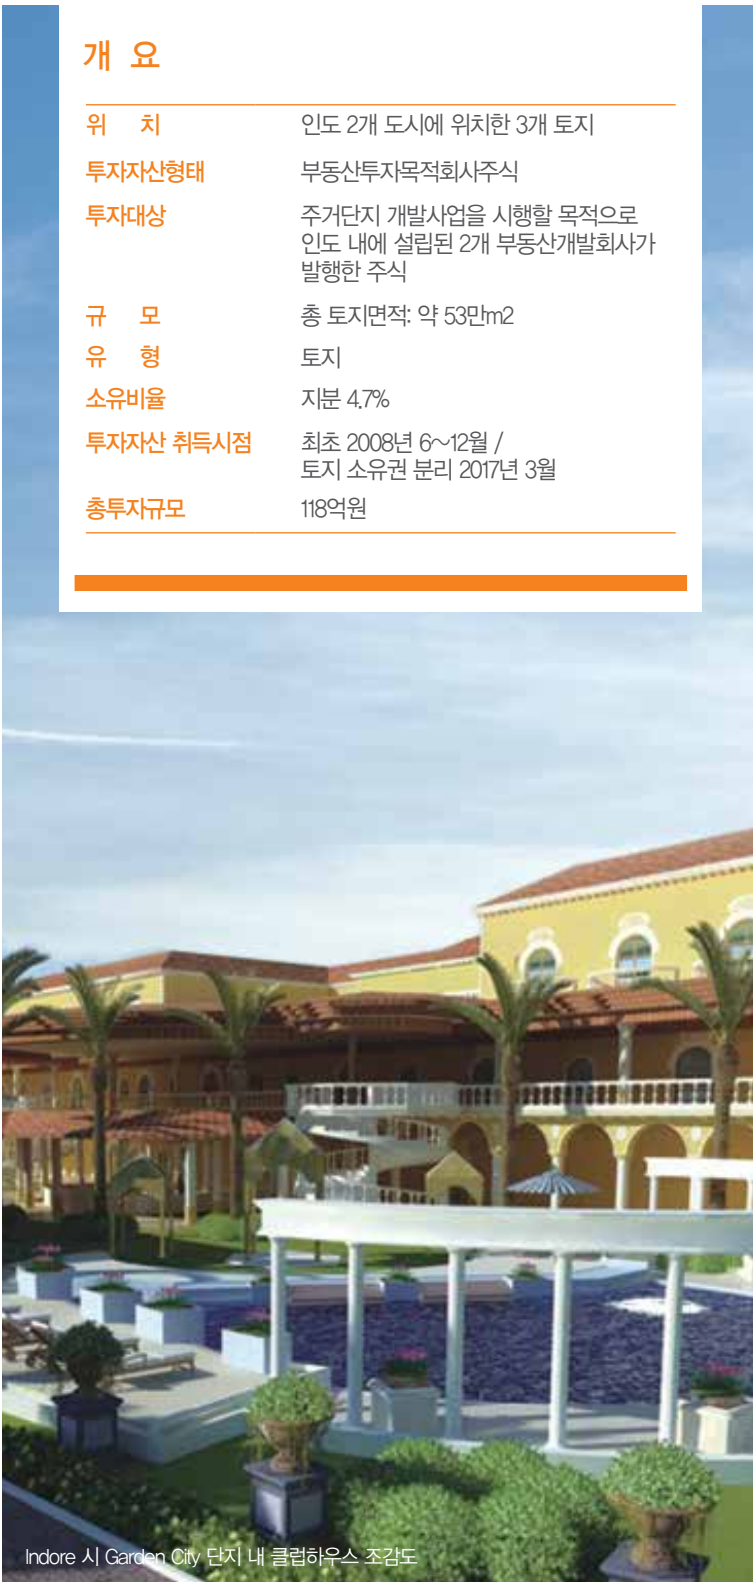 개 요
위 치 인도 2개 도시에 위치한 3개 토지
투자자산형태 부동산투자목적회사주식
투자대상 주거단지 개발사업을 시행할 목적으로
인도 내에 설립된 2개 부동산개발회사가
발행한 주식
규 모 총 토지면적: 약 53만m2
유 형 토지
소유비율 지분 4.7%
투자자산 취득시점 최초 2008년 6~12월 /
토지 소유권 분리 2017년 3월
총투자규모 118억원
Indore 시 Garden City 단지 내 클럽하우스 조감도